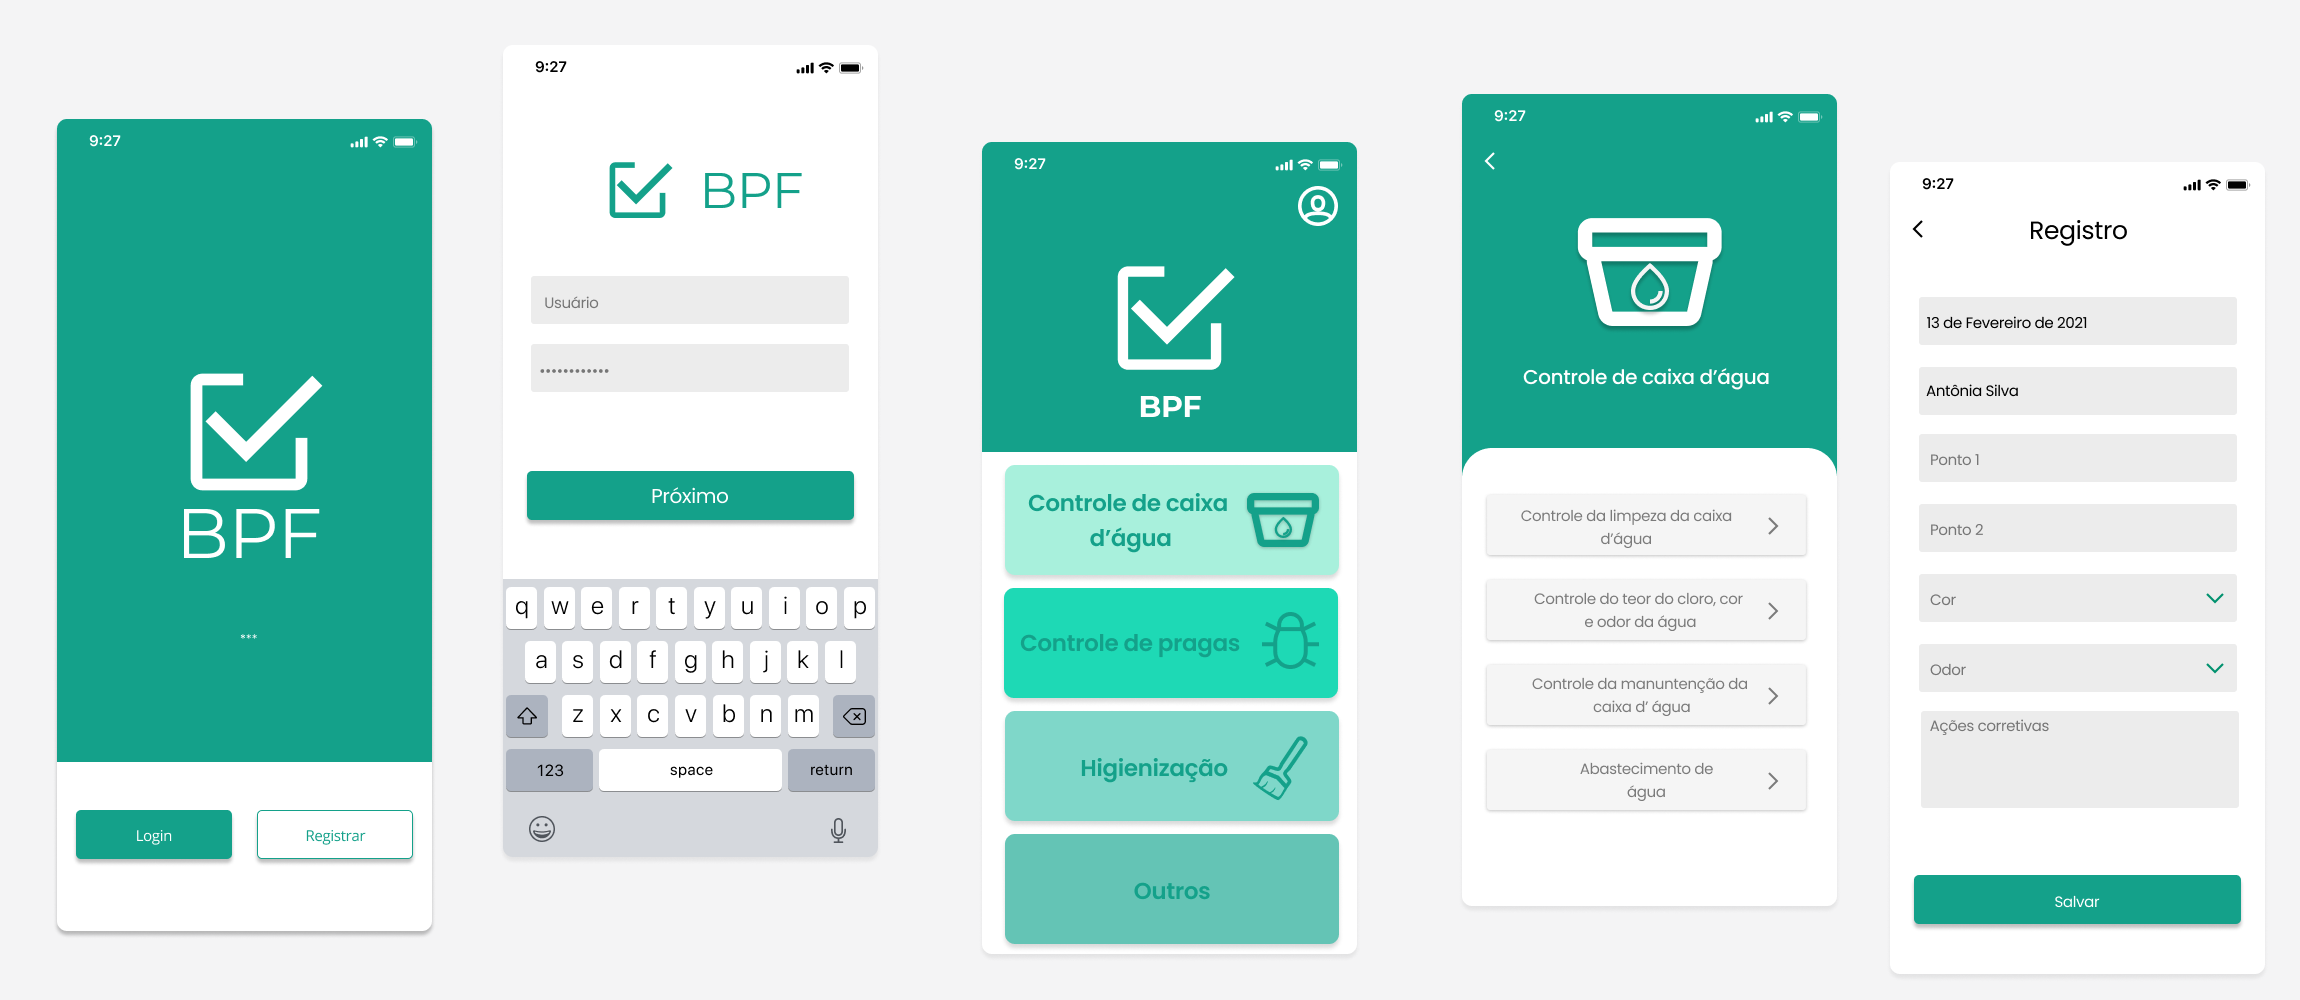 9:27
BPF
***
Login
Registrar
9:27
BPF
Usuário
••••••••••••
Próximo
q w e r t y u i o p
a s d f g h j k l
z x c v b n m
123 space return
9:27
BPF
Controle de caixa
d’água
Controle de pragas
Higienização
Outros
9:27
Controle de caixa d’água
Controle da limpeza da caixa
d’água
Controle do teor do cloro, cor
e odor da água
Controle da manuntenção da
caixa d’ água
Abastecimento de
água
9:27
Registro
13 de Fevereiro de 2021
Antônia Silva
Ponto 1
Ponto 2
Cor
Odor
Ações corretivas
Salvar